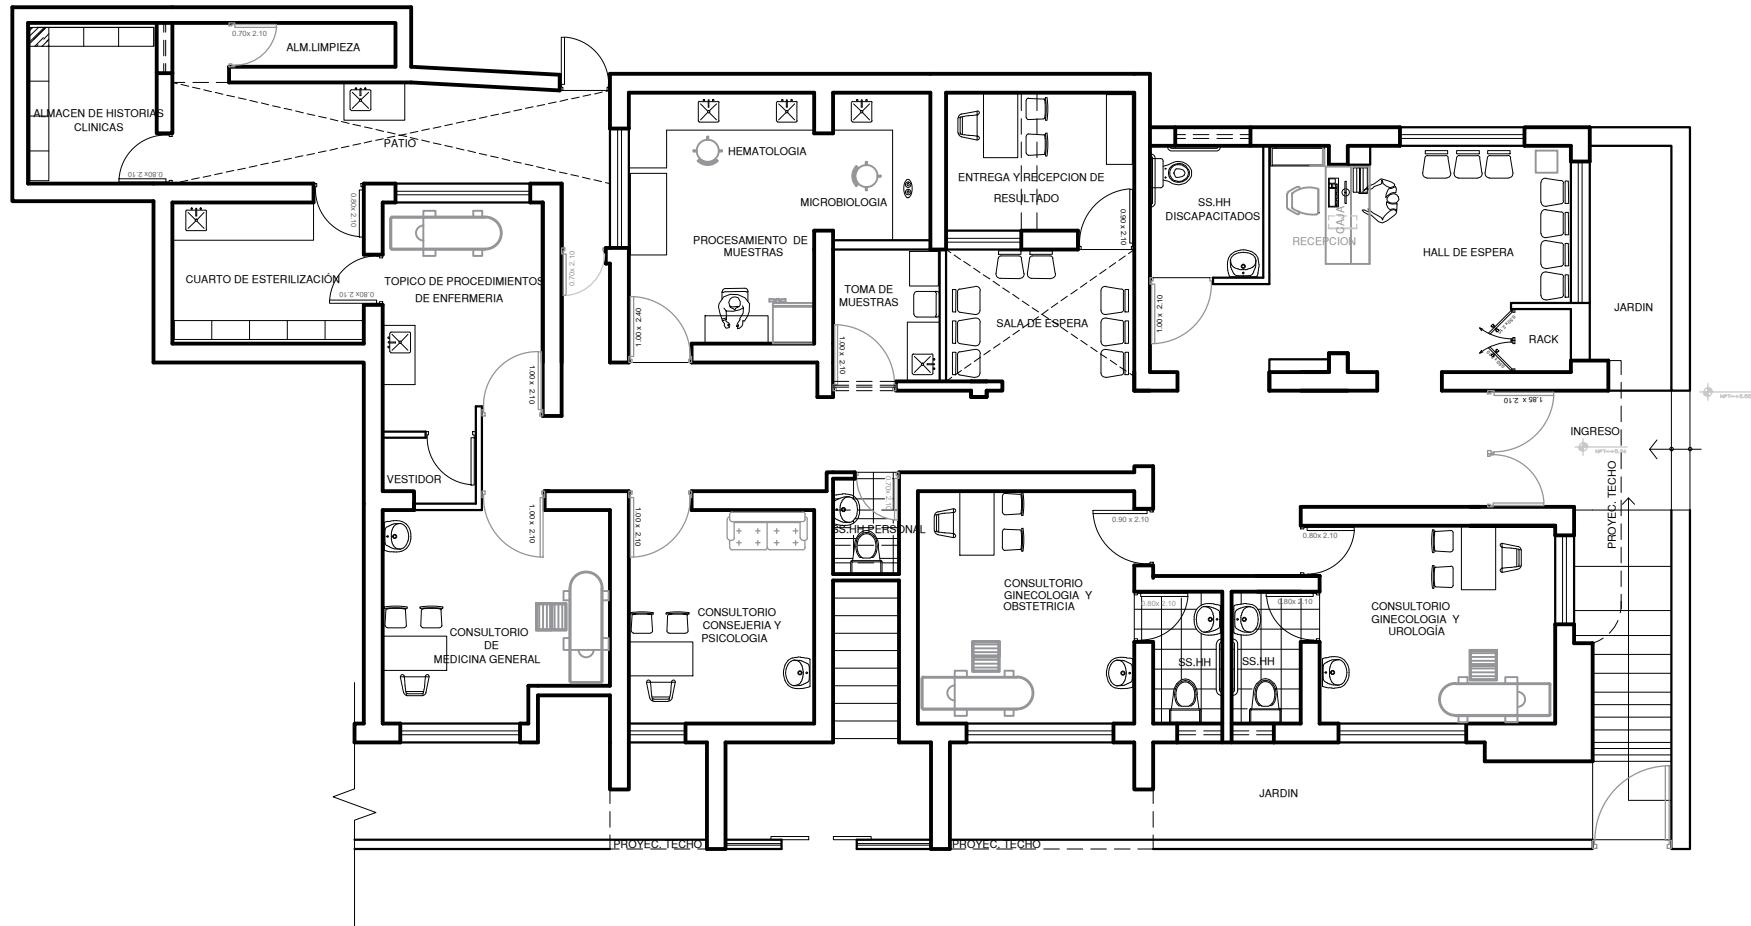 0.70x 2.10
ALM.LIMPIEZA
ALMACEN DE HISTORIAS
CLINICAS
PATIO
0.80x 2.10
0.80x 2.10
CUARTO DE ESTERILIZACIÓN
0.80x 2.10
TOPICO DE PROCEDIMIENTOS
DE ENFERMERIA
0.70x 2.10
HEMATOLOGIA
MICROBIOLOGIA
PROCESAMIENTO DE
MUESTRAS
1.00 x 2.40
TOMA DE
MUESTRAS
1.00 x 2.10
ENTREGA Y RECEPCION DE
RESULTADO
0.90 x 2.10
SALA DE ESPERA
SS.HH
DISCAPACITADOS
1.00 x 2.10
CAJA
RECEPCION
HALL DE ESPERA
RACK
JARDIN
1.85 x 2.10
INGRESO
PROYEC. TECHO
1.00 x 2.10
VESTIDOR
1.00 x 2.10
CONSULTORIO
DE
MEDICINA GENERAL
1.00 x 2.10
CONSULTORIO
CONSEJERIA Y
PSICOLOGIA
0.70x 2.10
SS.HH PERSONAL
CONSULTORIO
GINECOLOGIA Y
OBSTETRICIA
0.90 x 2.10
0.80x 2.10
SS.HH
0.80x 2.10
SS.HH
0.80x 2.10
CONSULTORIO
GINECOLOGIA Y
UROLOGÍA
JARDIN
PROYEC. TECHO
PROYEC. TECHO